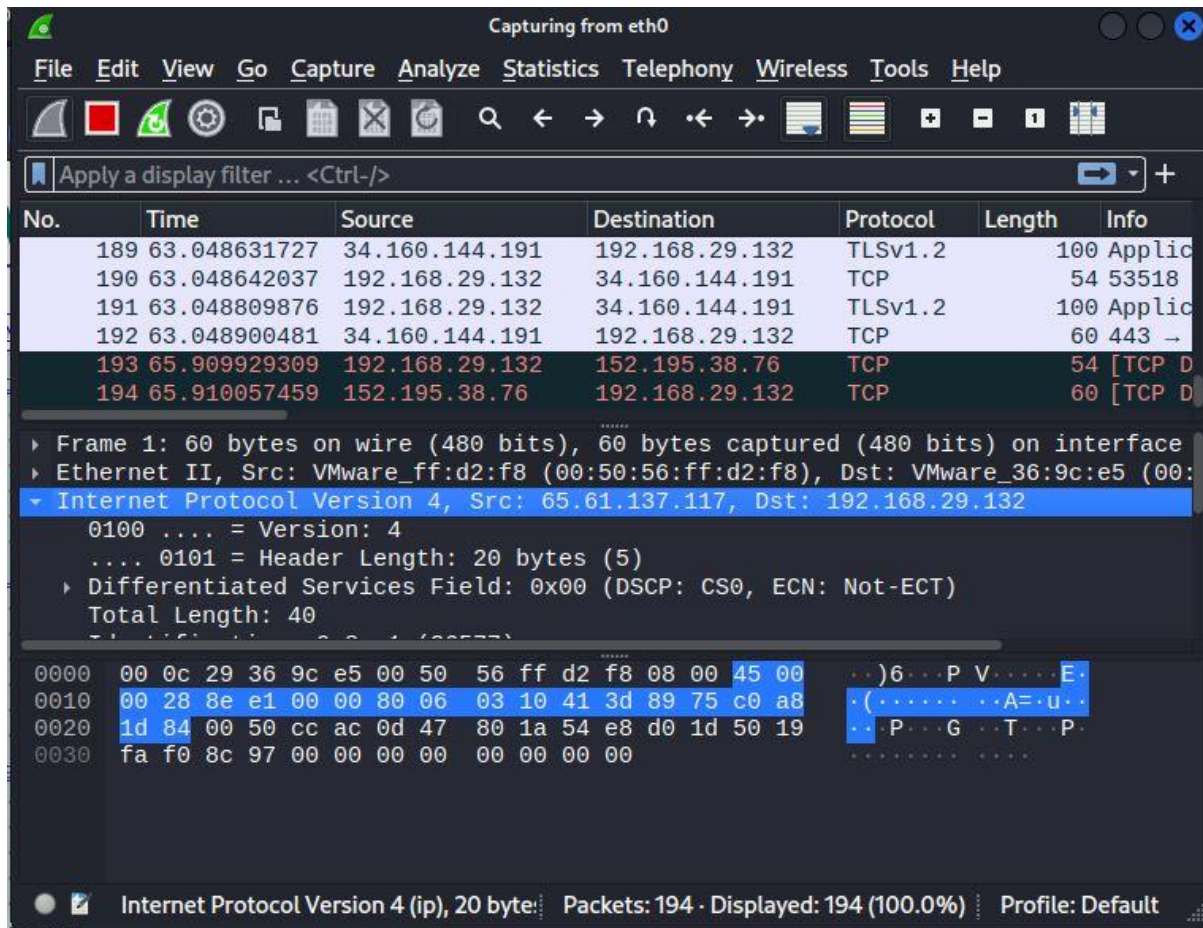 Capturing from eth0
File Edit View Go Capture Analyze Statistics Telephony Wireless Tools Help
Apply a display filter ... <Ctrl-/>
No. Time Source Destination Protocol Length Info
189 63.048631727 34.160.144.191 192.168.29.132 TLSv1.2 100 Applic
190 63.048642037 192.168.29.132 34.160.144.191 TCP 54 53518
191 63.048809876 192.168.29.132 34.160.144.191 TLSv1.2 100 Applic
192 63.048900481 34.160.144.191 192.168.29.132 TCP 60 443 →
193 65.909929309 192.168.29.132 152.195.38.76 TCP 54 [TCP D
194 65.910057459 152.195.38.76 192.168.29.132 TCP 60 [TCP D
Frame 1: 60 bytes on wire (480 bits), 60 bytes captured (480 bits) on interface
Ethernet II, Src: VMware_ff:d2:f8 (00:50:56:ff:d2:f8), Dst: VMware_36:9c:e5 (00:
Internet Protocol Version 4, Src: 65.61.137.117, Dst: 192.168.29.132
0100 .... = Version: 4
.... 0101 = Header Length: 20 bytes (5)
Differentiated Services Field: 0x00 (DSCP: CS0, ECN: Not-ECT)
Total Length: 40
0000 00 0c 29 36 9c e5 00 50 56 ff d2 f8 08 00 45 00 ··)6···P V·····E·
0010 00 28 8e e1 00 00 80 06 03 10 41 3d 89 75 c0 a8 ·(······ ··A=·u··
0020 1d 84 00 50 cc ac 0d 47 80 1a 54 e8 d0 1d 50 19 ···P···G ··T···P·
0030 fa f0 8c 97 00 00 00 00 00 00 00 00 ········ ····
Internet Protocol Version 4 (ip), 20 byte Packets: 194 · Displayed: 194 (100.0%) Profile: Default